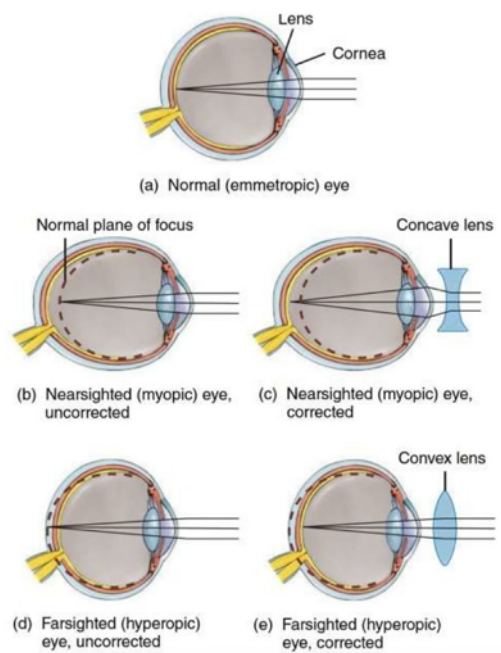 Lens
Cornea
(a) Normal (emmetropic) eye
Normal plane of focus
Concave lens
(b) Nearsighted (myopic) eye,
uncorrected
(c) Nearsighted (myopic) eye,
corrected
Convex lens
(d) Farsighted (hyperopic)
eye, uncorrected
(e) Farsighted (hyperopic)
eye, corrected